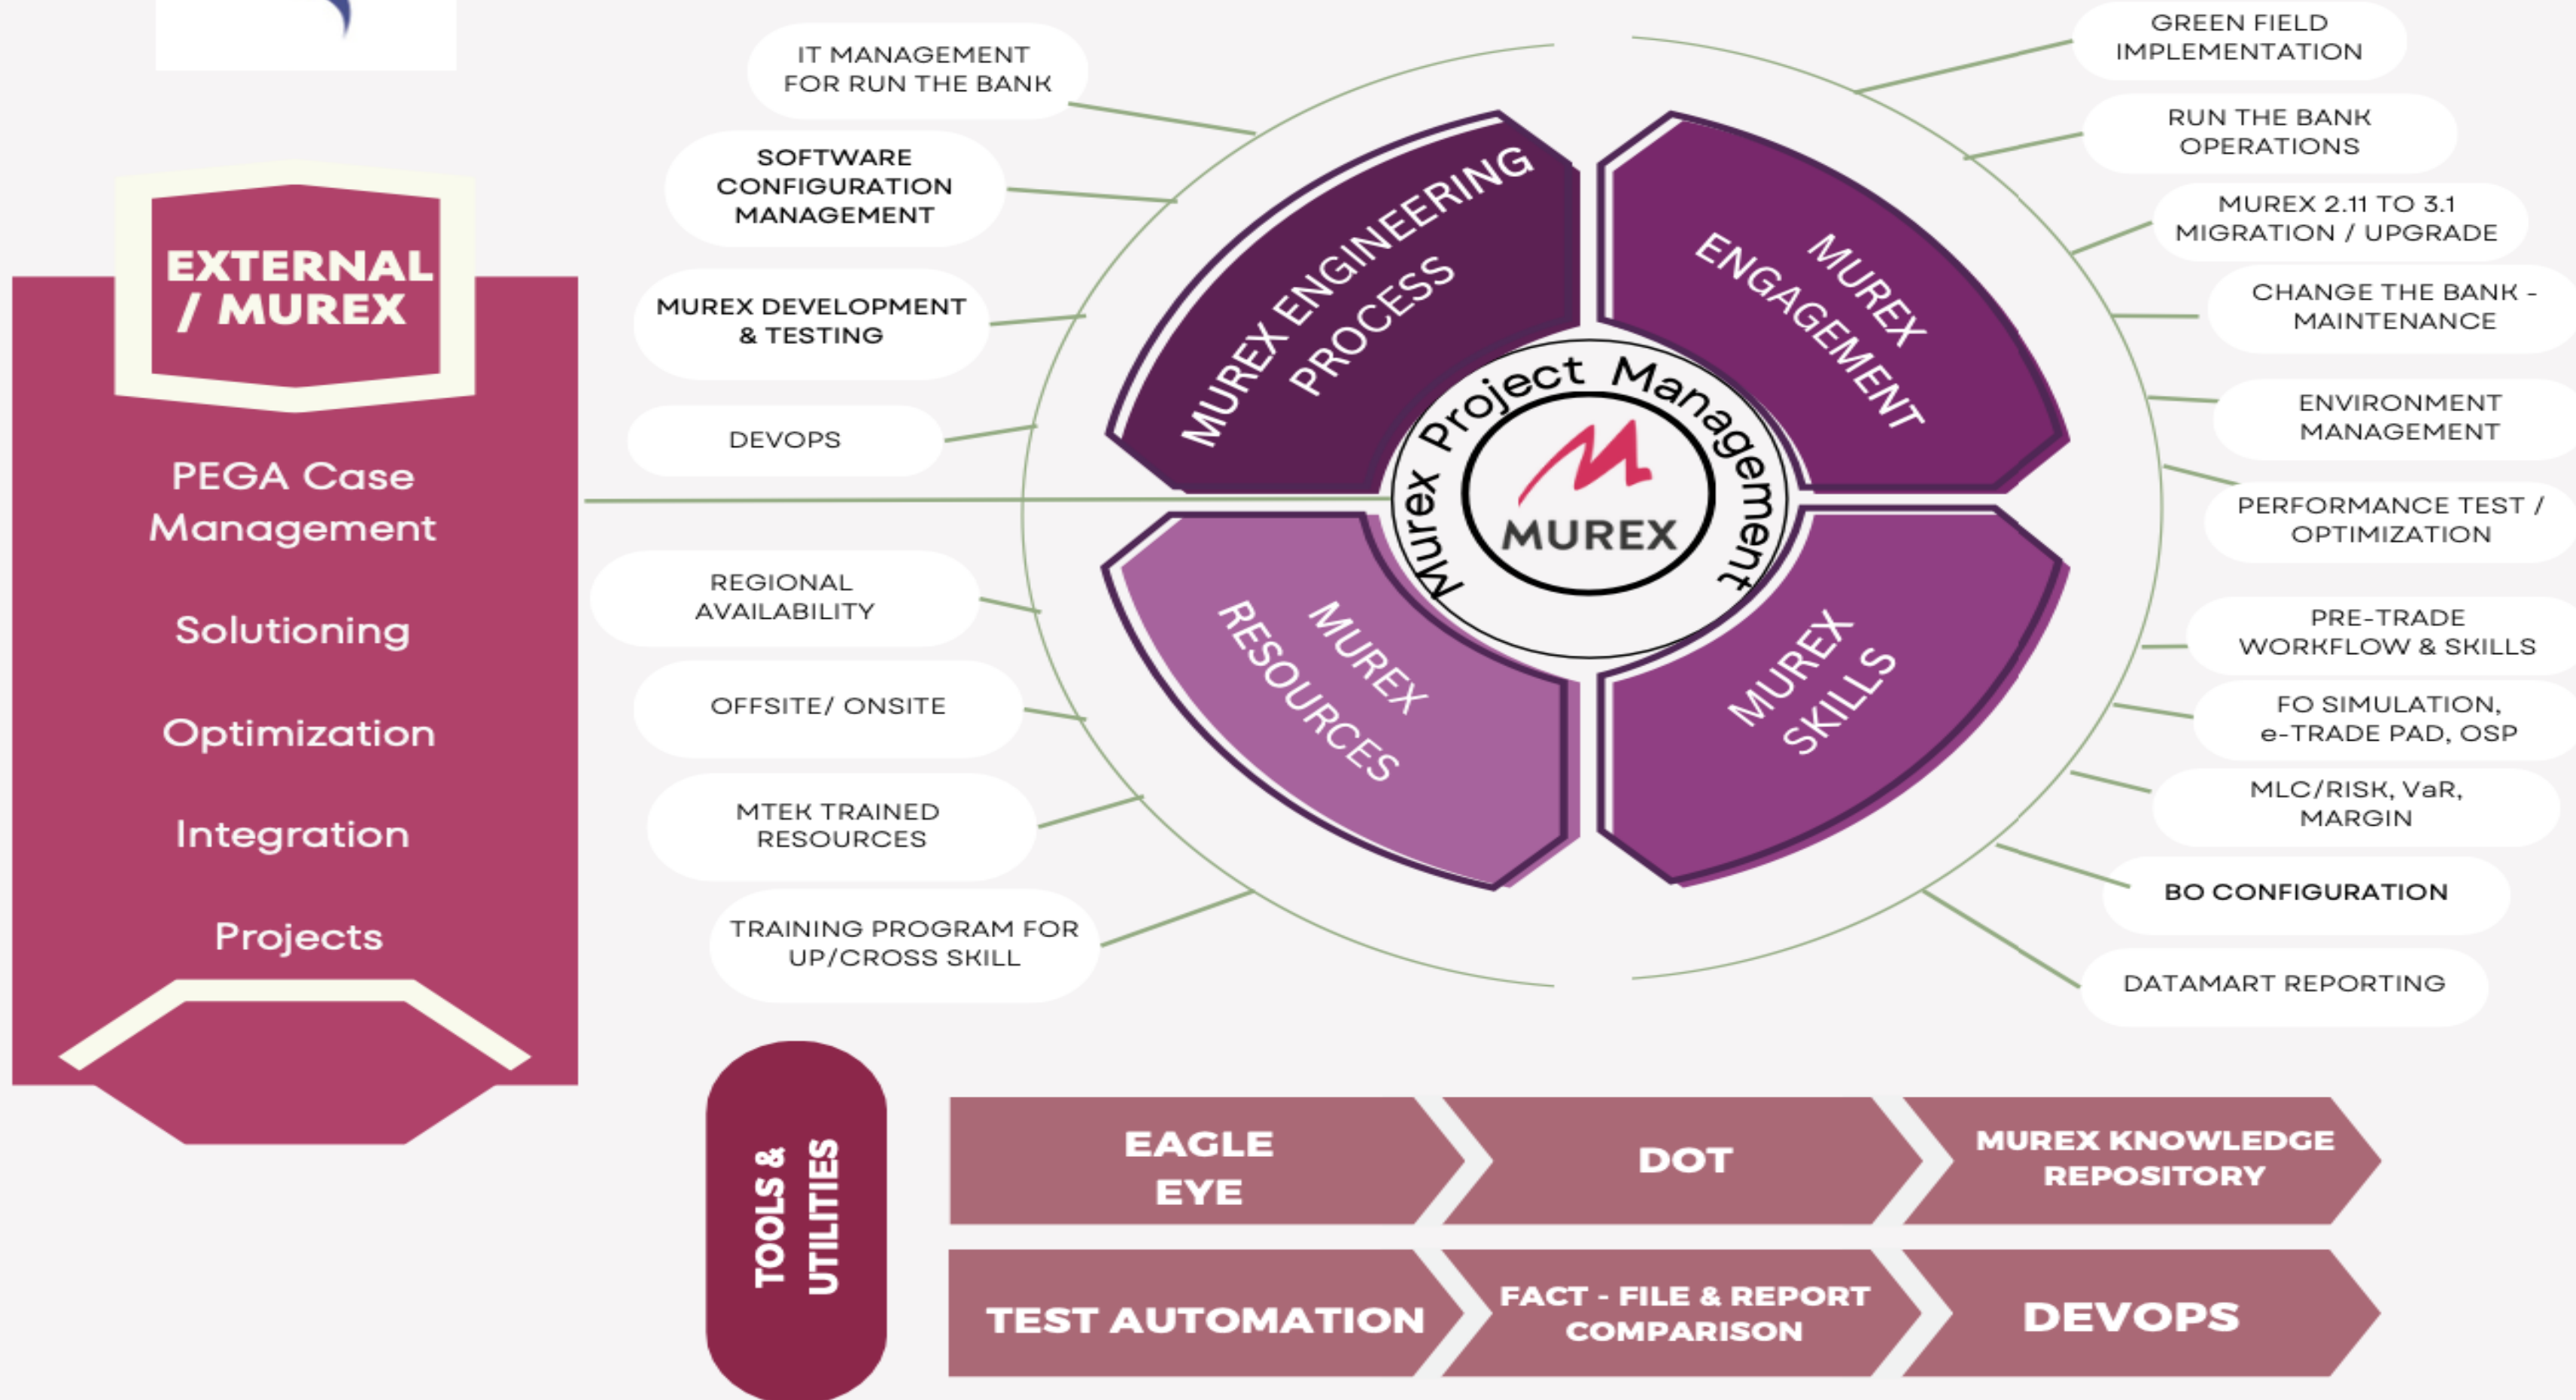 EXTERNAL
/ MUREX
PEGA Case
Management
Solutioning
Optimization
Integration
Projects
IT MANAGEMENT
FOR RUN THE BANK
SOFTWARE
CONFIGURATION
MANAGEMENT
MUREX DEVELOPMENT
& TESTING
DEVOPS
REGIONAL
AVAILABILITY
OFFSITE/ ONSITE
MTEK TRAINED
RESOURCES
TRAINING PROGRAM FOR
UP/CROSS SKILL
MUREX ENGINEERING
PROCESS
MUREX
ENGAGEMENT
Murex Project Management
MUREX
MUREX
RESOURCES
MUREX
SKILLS
GREEN FIELD
IMPLEMENTATION
RUN THE BANK
OPERATIONS
MUREX 2.11 TO 3.1
MIGRATION / UPGRADE
CHANGE THE BANK -
MAINTENANCE
ENVIRONMENT
MANAGEMENT
PERFORMANCE TEST /
OPTIMIZATION
PRE-TRADE
WORKFLOW & SKILLS
FO SIMULATION,
e-TRADE PAD, OSP
MLC/RISK, VaR,
MARGIN
BO CONFIGURATION
DATAMART REPORTING
TOOLS &
UTILITIES
EAGLE
EYE
DOT
MUREX KNOWLEDGE
REPOSITORY
TEST AUTOMATION
FACT - FILE & REPORT
COMPARISON
DEVOPS